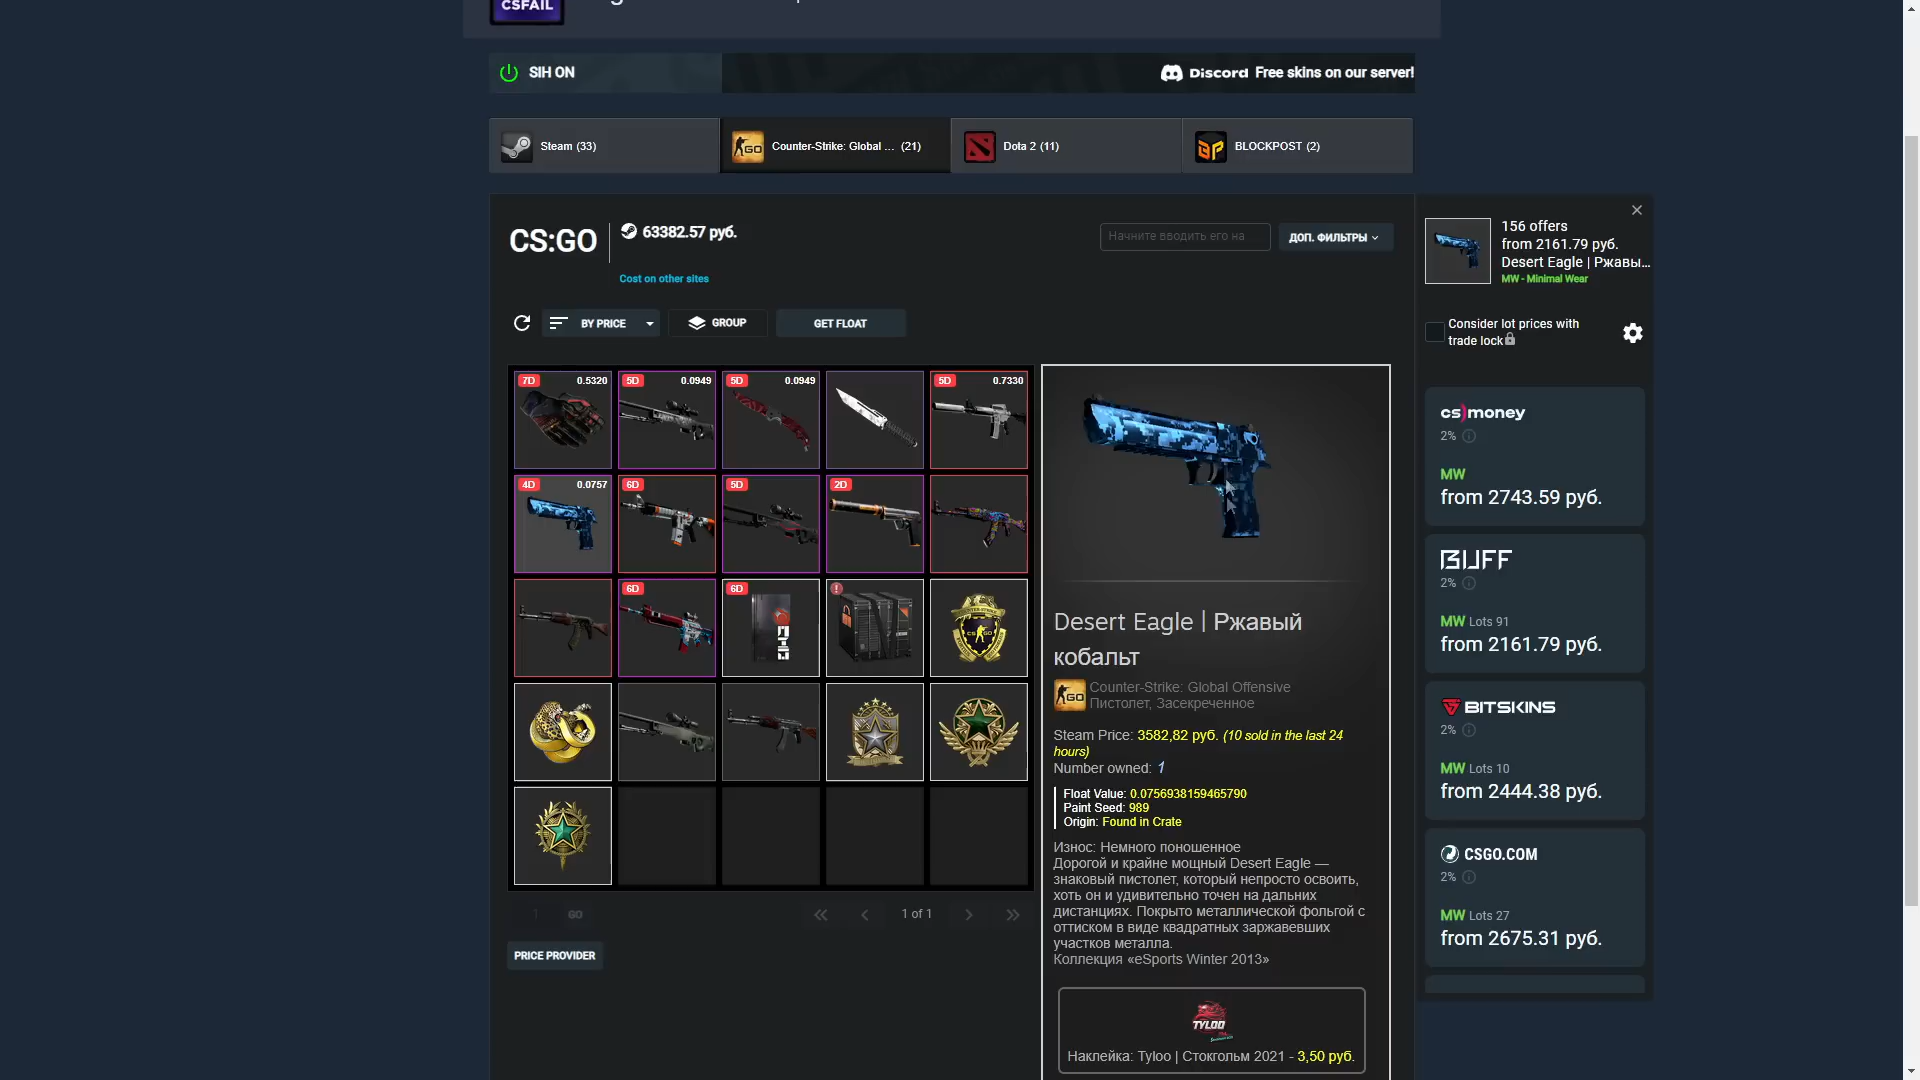 CSFAIL
SIH ON
Discord Free skins on our server!
Steam (33)
Counter-Strike: Global ... (21)
Dota 2 (11)
BLOCKPOST (2)
CS:GO
63382.57 руб.
Cost on other sites
Начните вводить его на
ДОП. ФИЛЬТРЫ
BY PRICE
GROUP
GET FLOAT
7D 0.5320
5D 0.0949
5D 0.0949
5D 0.7330
4D 0.0757
6D
5D
2D
6D
6D
1
GO
1 of 1
PRICE PROVIDER
Desert Eagle | Ржавый
кобальт
Counter-Strike: Global Offensive
Пистолет, Засекреченное
Steam Price: 3582,82 руб. (10 sold in the last 24
hours)
Number owned: 1
Float Value: 0.0756938159465790
Paint Seed: 989
Origin: Found in Crate
Износ: Немного поношенное
Дорогой и крайне мощный Desert Eagle —
знаковый пистолет, который непросто освоить,
хоть он и удивительно точен на дальних
дистанциях. Покрыто металлической фольгой с
оттиском в виде квадратных заржавевших
участков металла.
Коллекция «eSports Winter 2013»
TYLOO
Наклейка: Tyloo | Стокгольм 2021 - 3,50 руб.
156 offers
from 2161.79 руб.
Desert Eagle | Ржавы...
MW - Minimal Wear
Consider lot prices with
trade lock
cs money
2%
MW
from 2743.59 руб.
BUFF
2%
MW Lots 91
from 2161.79 руб.
BITSKINS
2%
MW Lots 10
from 2444.38 руб.
CSGO.COM
2%
MW Lots 27
from 2675.31 руб.